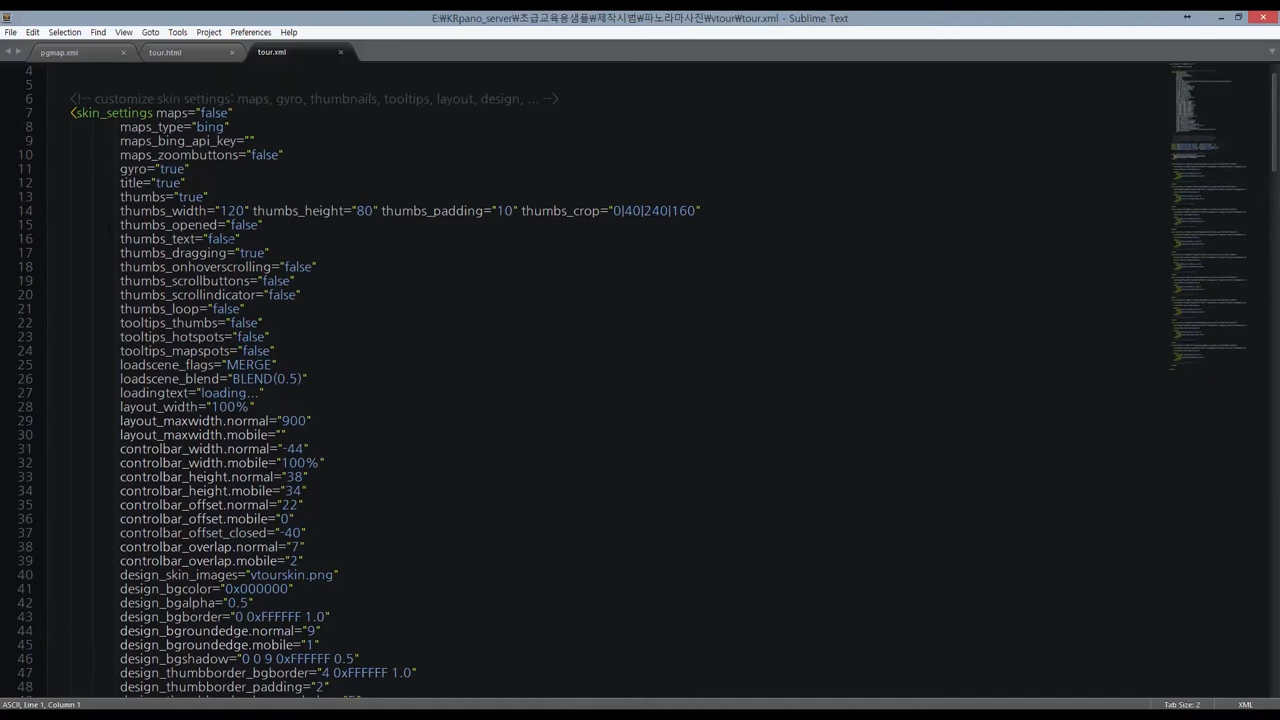 E:₩KRpano_server₩초급교육용샘플₩제작시범₩파노라마사진₩vtour₩tour.xml - Sublime Text
File Edit Selection Find View Goto Tools Project Preferences Help
pgmap.xml × tour.html × tour.xml ×
4
5
6 <!-- customize skin settings: maps, gyro, thumbnails, tooltips, layout, design, ... -->
7 <skin_settings maps="false"
8 maps_type="bing"
9 maps_bing_api_key=""
10 maps_zoombuttons="false"
11 gyro="true"
12 title="true"
13 thumbs="true"
14 thumbs_width="120" thumbs_height="80" thumbs_padding="10" thumbs_crop="0|40|240|160"
15 thumbs_opened="false"
16 thumbs_text="false"
17 thumbs_dragging="true"
18 thumbs_onhoverscrolling="false"
19 thumbs_scrollbuttons="false"
20 thumbs_scrollindicator="false"
21 thumbs_loop="false"
22 tooltips_thumbs="false"
23 tooltips_hotspots="false"
24 tooltips_mapspots="false"
25 loadscene_flags="MERGE"
26 loadscene_blend="BLEND(0.5)"
27 loadingtext="loading..."
28 layout_width="100%"
29 layout_maxwidth.normal="900"
30 layout_maxwidth.mobile=""
31 controlbar_width.normal="-44"
32 controlbar_width.mobile="100%"
33 controlbar_height.normal="38"
34 controlbar_height.mobile="34"
35 controlbar_offset.normal="22"
36 controlbar_offset.mobile="0"
37 controlbar_offset_closed="-40"
38 controlbar_overlap.normal="7"
39 controlbar_overlap.mobile="2"
40 design_skin_images="vtourskin.png"
41 design_bgcolor="0x000000"
42 design_bgalpha="0.5"
43 design_bgborder="0 0xFFFFFF 1.0"
44 design_bgroundedge.normal="9"
45 design_bgroundedge.mobile="1"
46 design_bgshadow="0 0 9 0xFFFFFF 0.5"
47 design_thumbborder_bgborder="4 0xFFFFFF 1.0"
48 design_thumbborder_padding="2"
ASCII, Line 1, Column 1 Tab Size: 2 XML